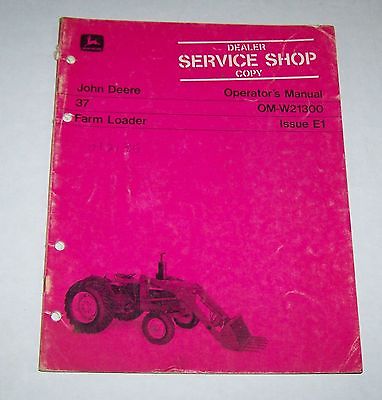 DEALER
SERVICE SHOP
COPY
John Deere
37
Farm Loader
Operator's Manual
OM-W21300
Issue E1